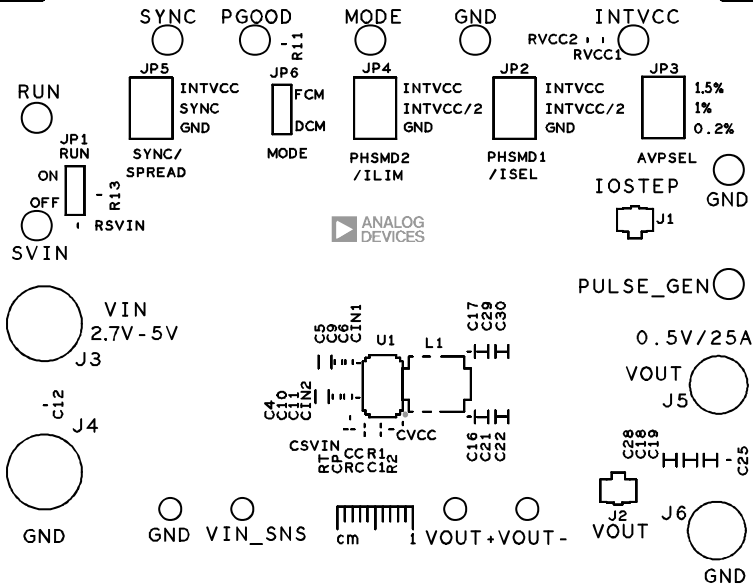 SYNC PGOOD MODE GND INTVCC
RVCC2
RVCC1
R11
RUN
JP5
INTVCC
SYNC
GND
SYNC/
SPREAD
JP6
FCM
DCM
MODE
JP4
INTVCC
INTVCC/2
GND
PHSMD2
/ILIM
JP2
INTVCC
INTVCC/2
GND
PHSMD1
/ISEL
JP3
1.5%
1%
0.2%
AVPSEL
JP1
RUN
ON
OFF
R13
RSVIN
SVIN
GND
IOSTEP
J1
ANALOG
DEVICES
PULSE_GEN
VIN
2.7V-5V
J3
C5
C9
C6
CIN1
U1
L1
C17
C29
C30
0.5V/25A
VOUT
J5
C12
J4
C4
C10
C11
CIN2
CSVIN
RT
CP
RC
CC
C1
R1
R2
CVCC
C16
C21
C22
C28
C18
C19
C25
J2
VOUT
J6
GND
GND
VIN_SNS
cm 1
VOUT+
VOUT-
GND